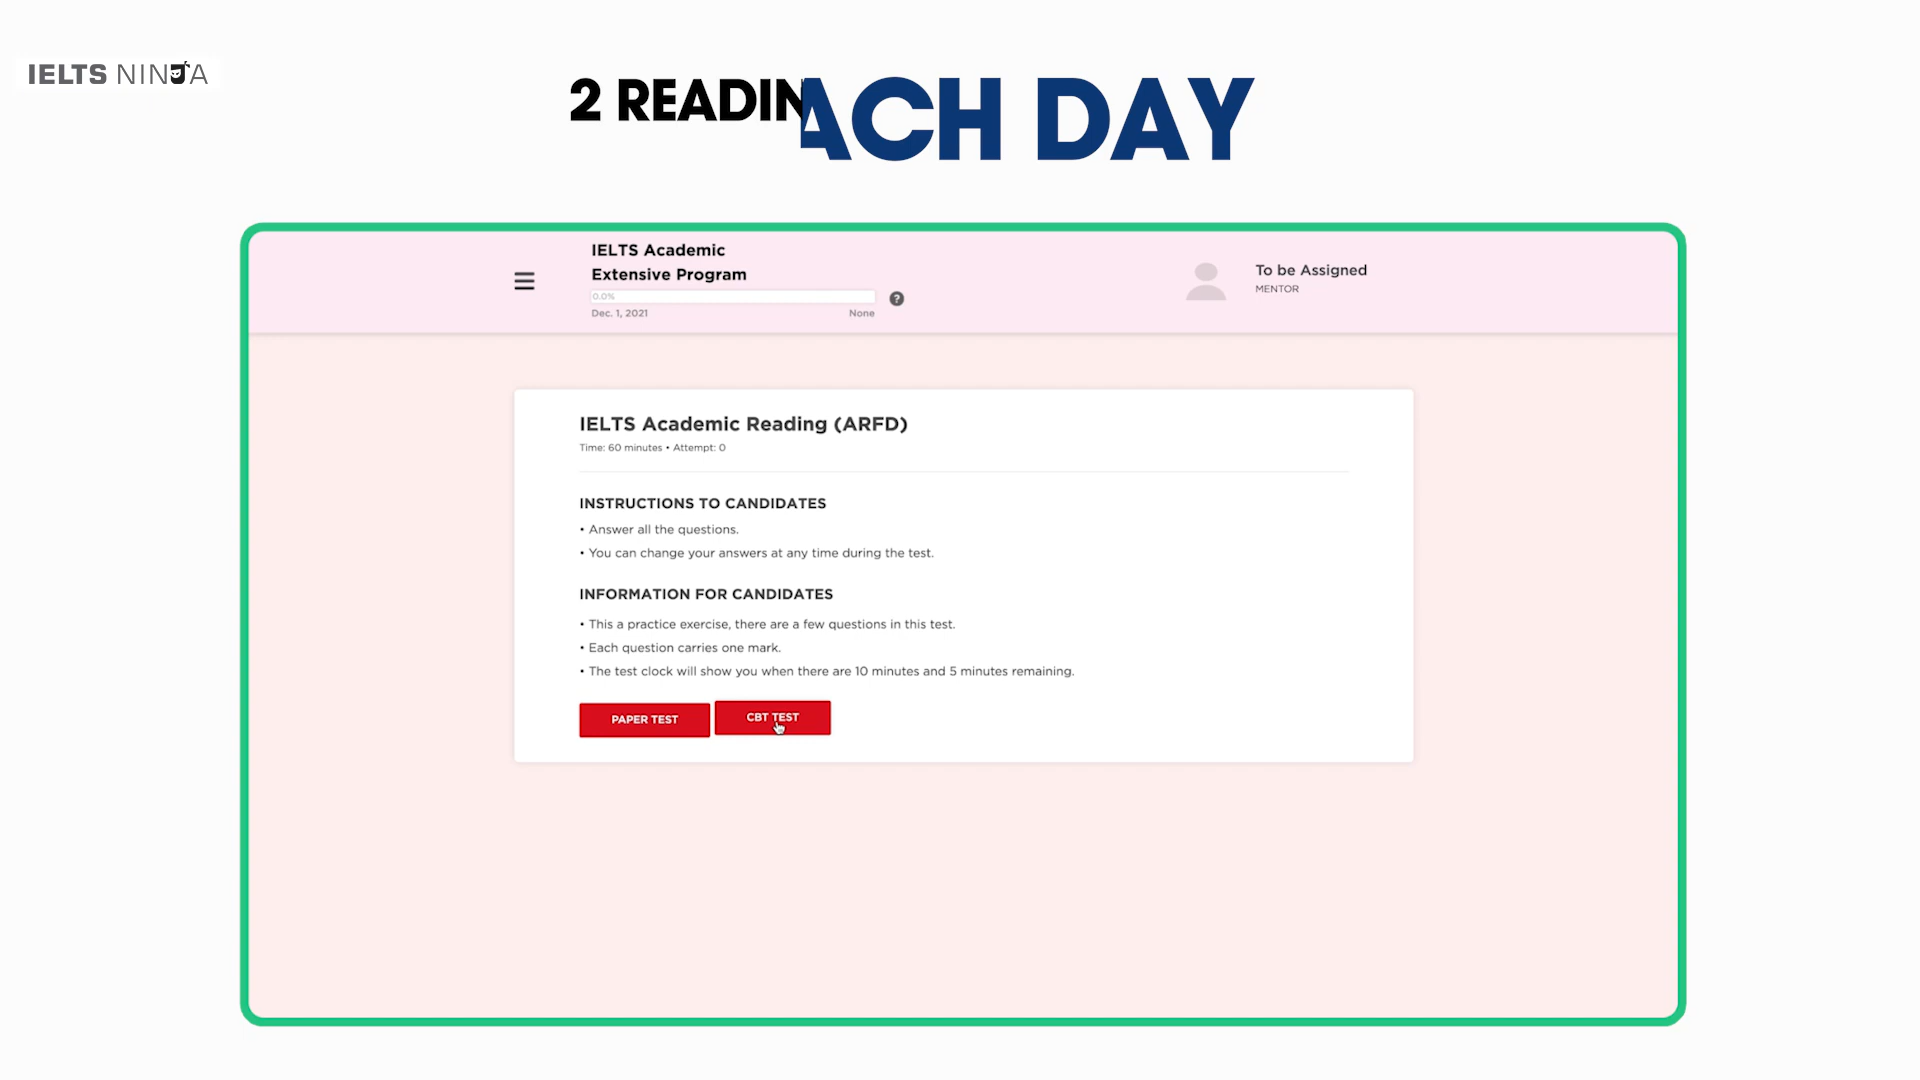 IELTS NINJA
2 READIN
ACH DAY
IELTS Academic
Extensive Program
0.0%
Dec. 1, 2021 None
?
To be Assigned
MENTOR
IELTS Academic Reading (ARFD)
Time: 60 minutes • Attempt: 0
INSTRUCTIONS TO CANDIDATES
• Answer all the questions.
• You can change your answers at any time during the test.
INFORMATION FOR CANDIDATES
• This a practice exercise, there are a few questions in this test.
• Each question carries one mark.
• The test clock will show you when there are 10 minutes and 5 minutes remaining.
PAPER TEST
CBT TEST